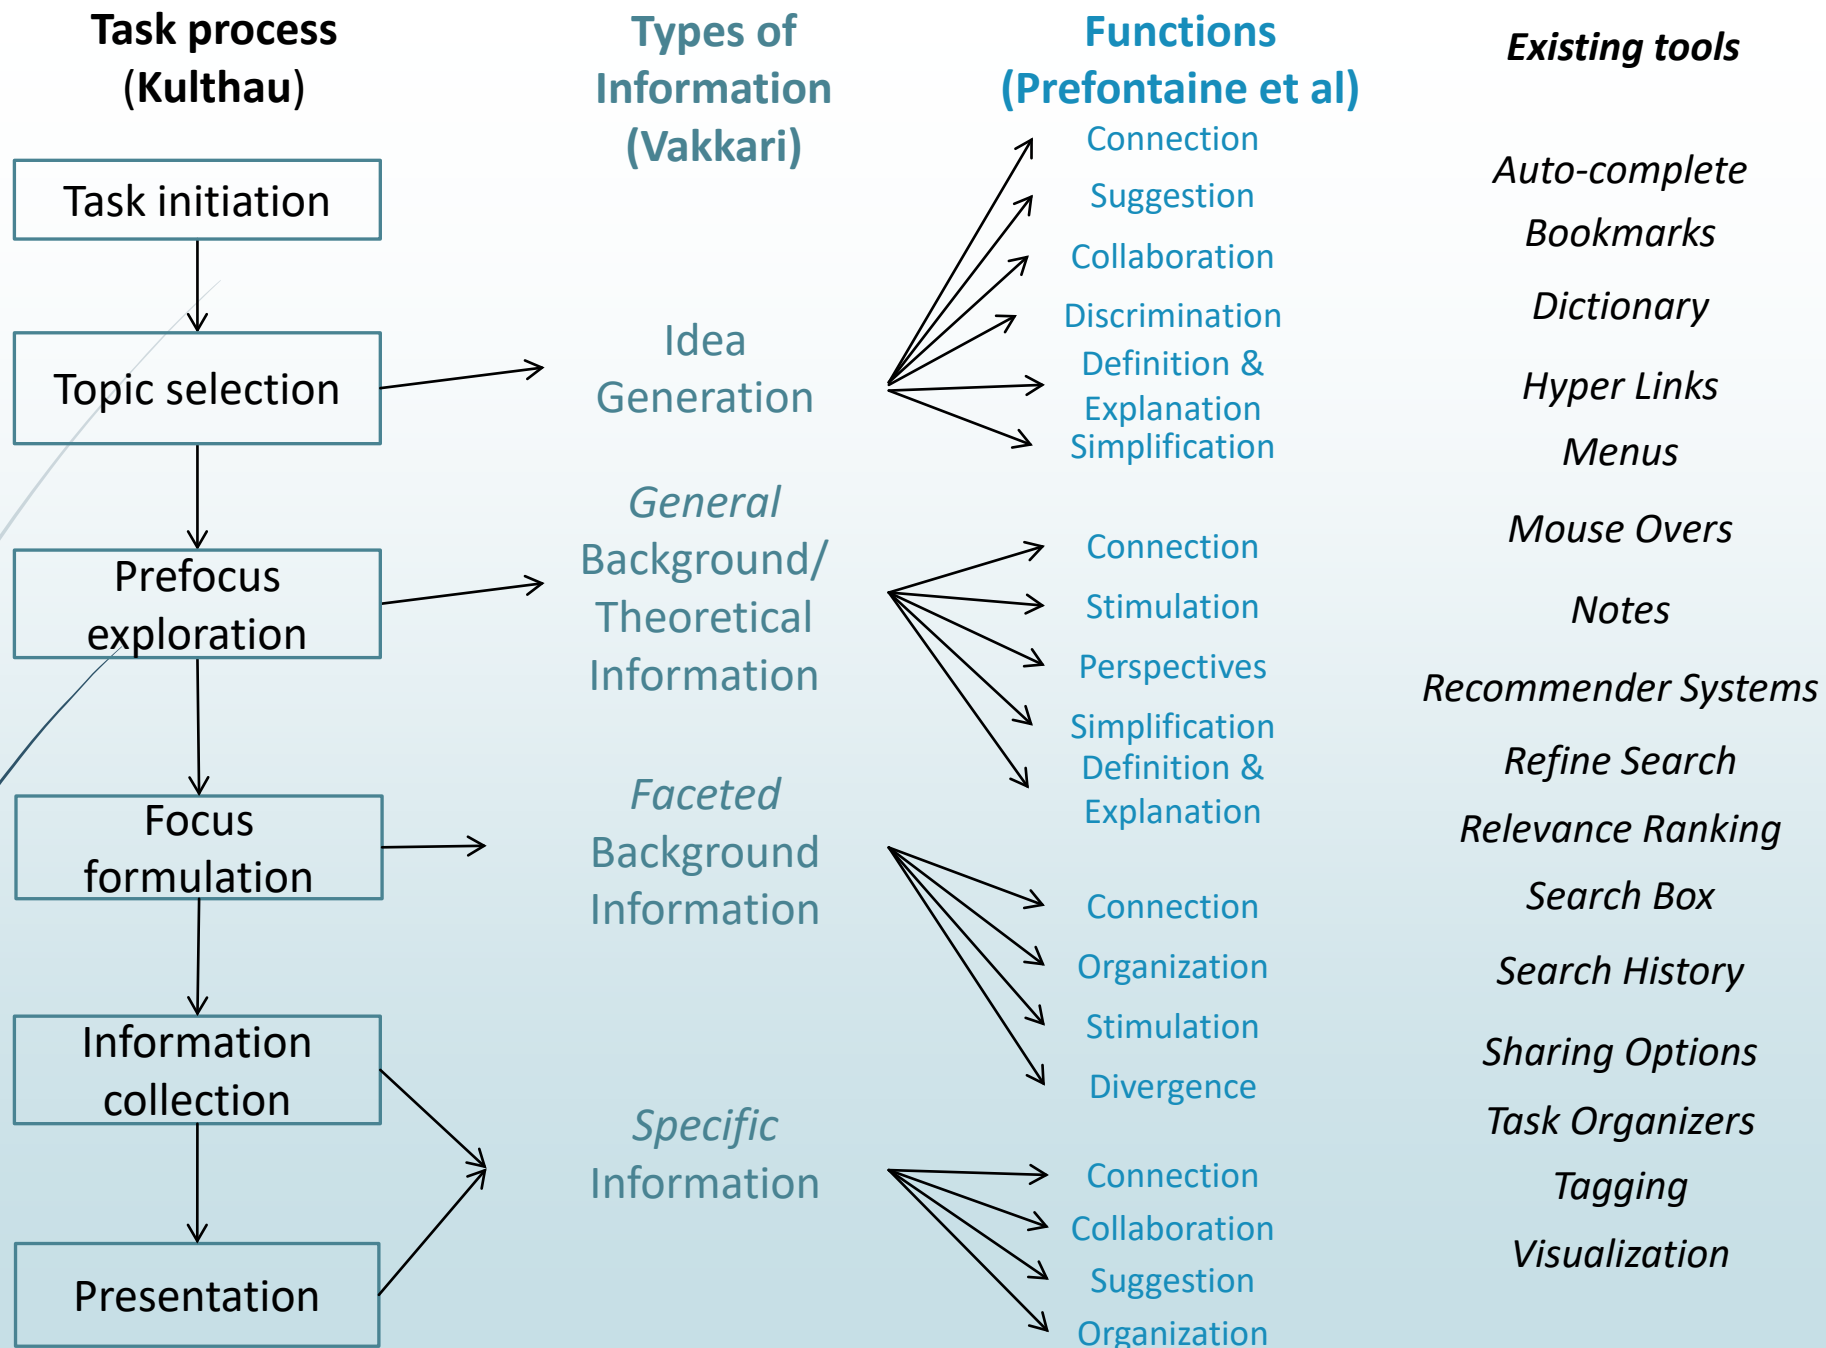 Task process
(Kulthau)
Task initiation
Topic selection
Prefocus
exploration
Focus
formulation
Information
collection
Presentation
Types of
Information
(Vakkari)
Idea
Generation
General
Background/
Theoretical
Information
Faceted
Background
Information
Specific
Information
Functions
(Prefontaine et al)
Connection
Suggestion
Collaboration
Discrimination
Definition &
Explanation
Simplification
Connection
Stimulation
Perspectives
Simplification
Definition &
Explanation
Connection
Organization
Stimulation
Divergence
Connection
Collaboration
Suggestion
Organization
Existing tools
Auto-complete
Bookmarks
Dictionary
Hyper Links
Menus
Mouse Overs
Notes
Recommender Systems
Refine Search
Relevance Ranking
Search Box
Search History
Sharing Options
Task Organizers
Tagging
Visualization